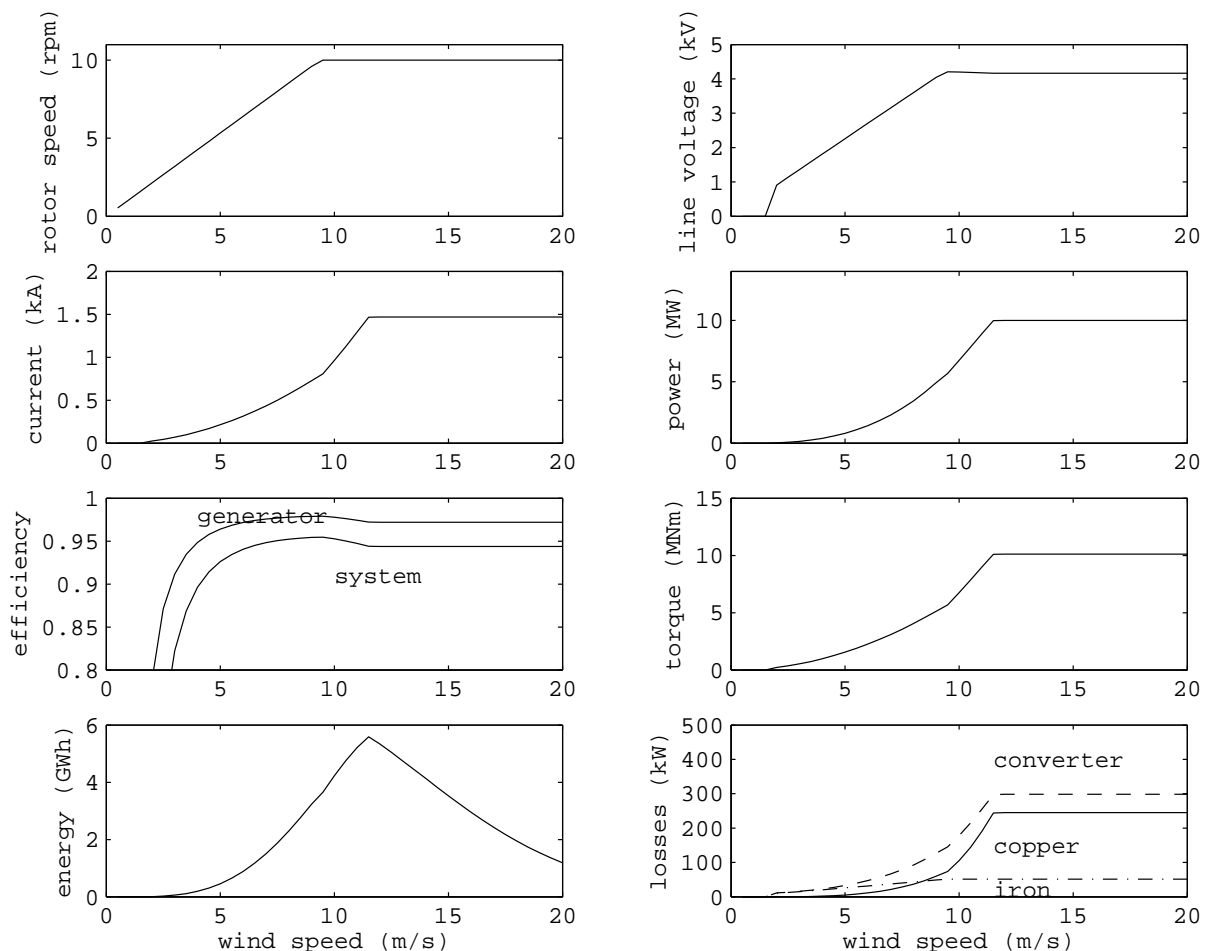 rotor speed (rpm)
10
5
0
0 5 10 15 20
line voltage (kV)
5
4
3
2
1
0
0 5 10 15 20
current (kA)
2
1.5
1
0.5
0
0 5 10 15 20
power (MW)
10
5
0
0 5 10 15 20
efficiency
1
0.95
0.9
0.85
0.8
generator
system
0 5 10 15 20
torque (MNm)
15
10
5
0
0 5 10 15 20
energy (GWh)
6
4
2
0
0 5 10 15 20
wind speed (m/s)
losses (kW)
500
400
300
200
100
0
converter
copper
iron
0 5 10 15 20
wind speed (m/s)